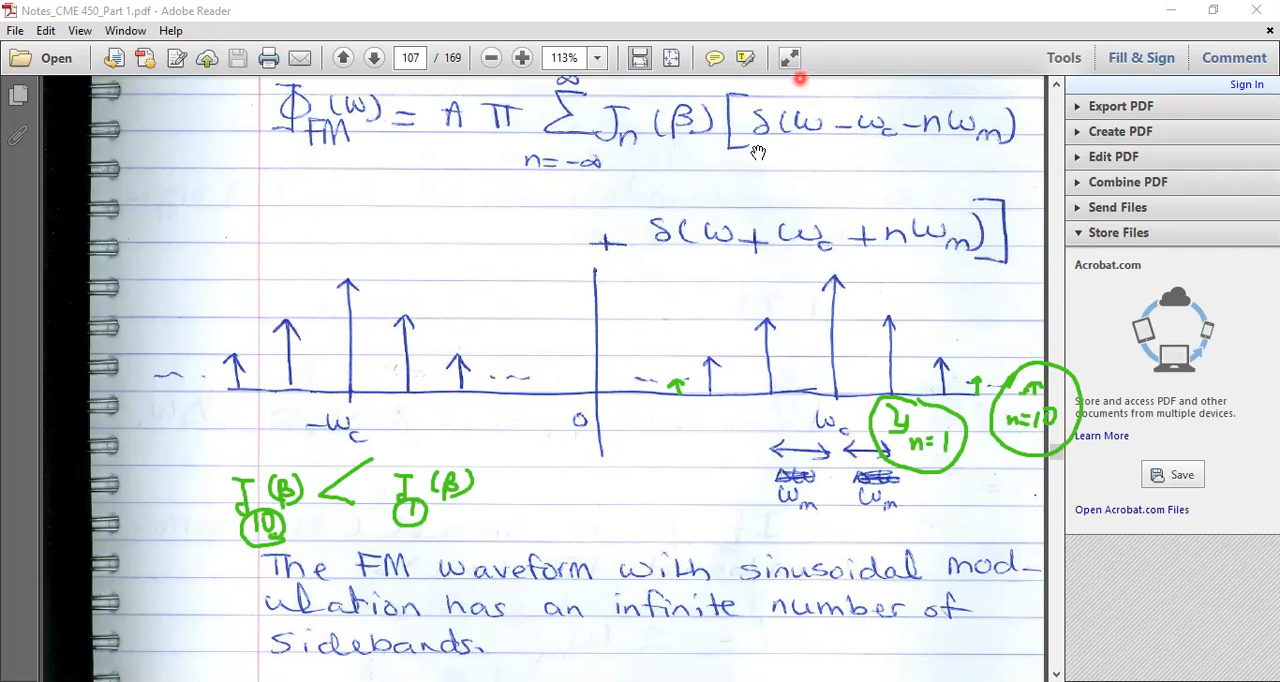 Notes_CME 450_Part 1.pdf - Adobe Reader
File Edit View Window Help
Open 107 / 169 113% Tools Fill & Sign Comment
Sign In
Export PDF
Create PDF
Edit PDF
Combine PDF
Send Files
Store Files
Acrobat.com
Store and access PDF and other
documents from multiple devices.
Learn More
Save
Open Acrobat.com Files
Φ_FM(ω) = A π ∑_{n=-∞}^{∞} J_n(β) [δ(ω - ω_c - nω_m)
+ δ(ω + ω_c + nω_m)]
-ω_c 0 ω_c
n=1 n=10
ω_m ω_m
J_10(β) < J_1(β)
The FM waveform with sinusoidal mod-
ulation has an infinite number of
sidebands.